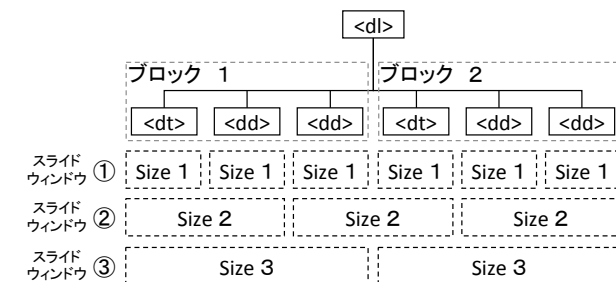 <dl>
ブロック 1 ブロック 2
<dt> <dd> <dd> <dt> <dd> <dd>
スライド
ウィンドウ ① Size 1 Size 1 Size 1 Size 1 Size 1 Size 1
スライド
ウィンドウ ② Size 2 Size 2 Size 2
スライド
ウィンドウ ③ Size 3 Size 3